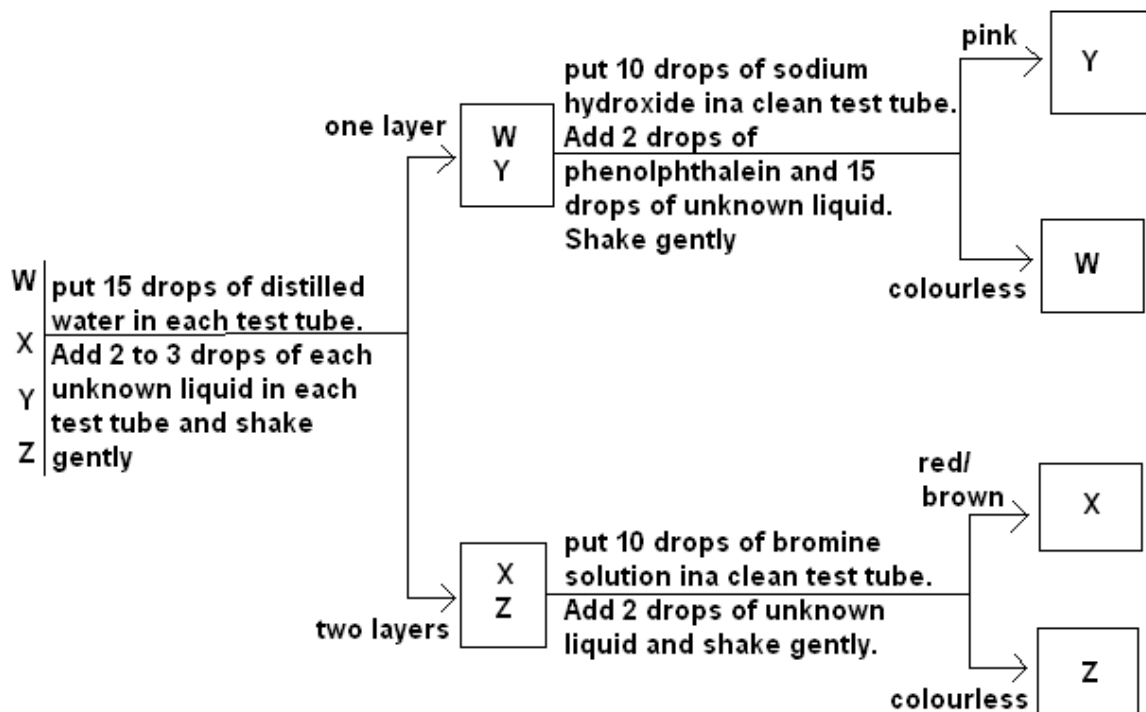 W
X
Y
Z
put 15 drops of distilled
water in each test tube.
Add 2 to 3 drops of each
unknown liquid in each
test tube and shake
gently
one layer
W
Y
put 10 drops of sodium
hydroxide ina clean test tube.
Add 2 drops of
phenolphthalein and 15
drops of unknown liquid.
Shake gently
pink
Y
colourless
W
two layers
X
Z
put 10 drops of bromine
solution ina clean test tube.
Add 2 drops of unknown
liquid and shake gently.
red/
brown
X
colourless
Z